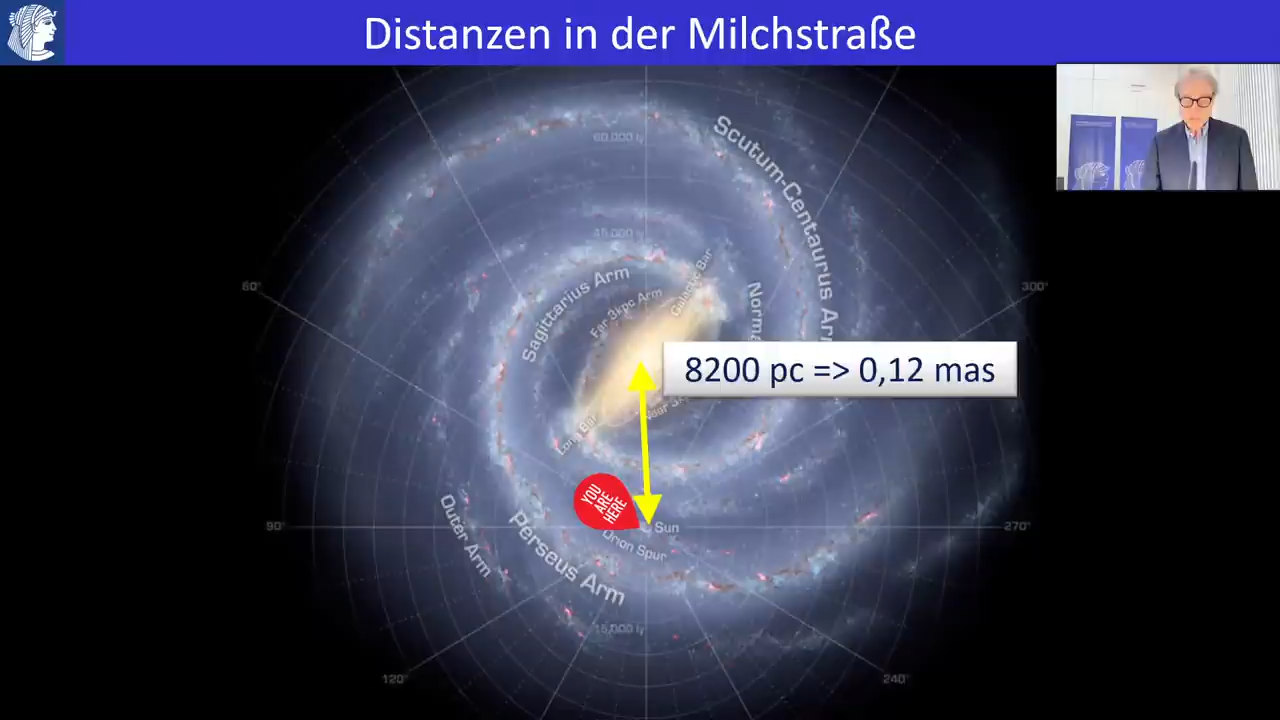 Distanzen in der Milchstraße
60,000 ly
Scutum-Centaurus Arm
45,000 ly
Sagittarius Arm
Far 3kpc Arm
Galactic Bar
Norma
60°
300°
8200 pc => 0,12 mas
Near 3k
Long Bar
YOU
ARE
HERE
Sun
Orion Spur
90°
270°
Outer Arm
Perseus Arm
15,000 ly
120°
240°